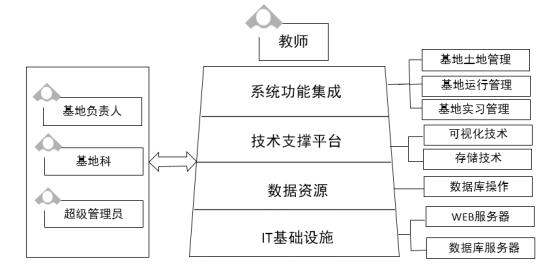 教师
基地负责人
基地科
超级管理员
系统功能集成
技术支撑平台
数据资源
IT基础设施
基地土地管理
基地运行管理
基地实习管理
可视化技术
存储技术
数据库操作
WEB服务器
数据库服务器